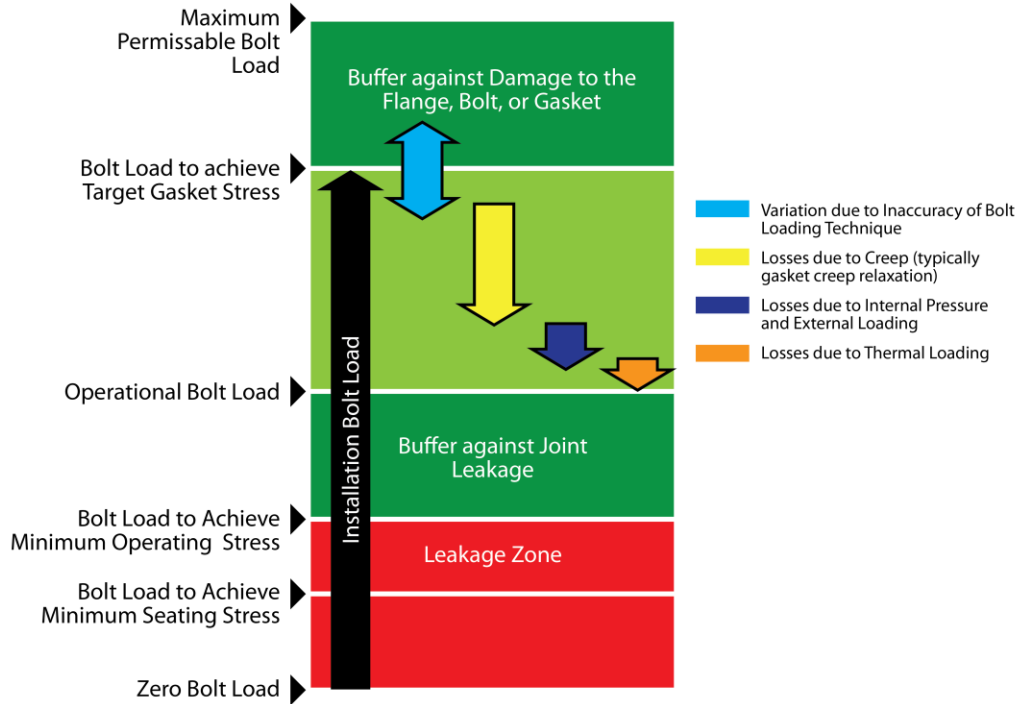 Maximum
Permissable Bolt
Load
Buffer against Damage to the
Flange, Bolt, or Gasket
Bolt Load to achieve
Target Gasket Stress
Variation due to Inaccuracy of Bolt
Loading Technique
Losses due to Creep (typically
gasket creep relaxation)
Losses due to Internal Pressure
and External Loading
Losses due to Thermal Loading
Installation Bolt Load
Operational Bolt Load
Buffer against Joint
Leakage
Bolt Load to Achieve
Minimum Operating Stress
Leakage Zone
Bolt Load to Achieve
Minimum Seating Stress
Zero Bolt Load